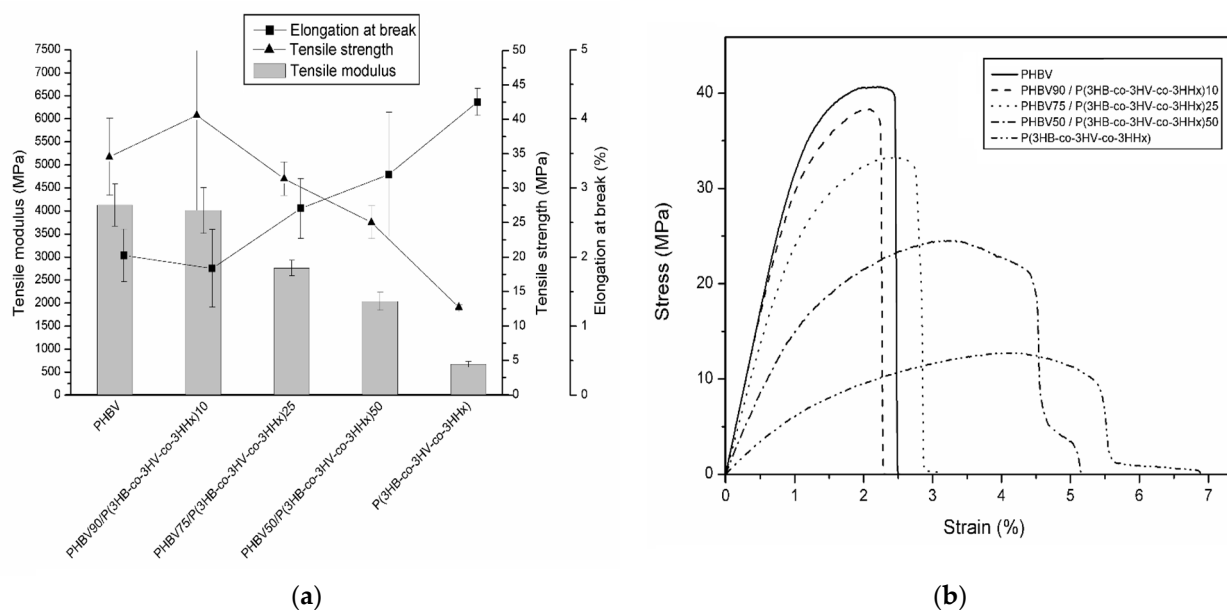 Elongation at break
Tensile strength
Tensile modulus
Tensile modulus (MPa)
7500
7000
6500
6000
5500
5000
4500
4000
3500
3000
2500
2000
1500
1000
500
0
50
45
40
35
30
25
20
15
10
5
0
Tensile strength (MPa)
5
4
3
2
1
0
Elongation at break (%)
PHBV
PHBV90/P(3HB-co-3HV-co-3HHx)10
PHBV75/P(3HB-co-3HV-co-3HHx)25
PHBV50/P(3HB-co-3HV-co-3HHx)50
P(3HB-co-3HV-co-3HHx)
(a)
PHBV
PHBV90 / P(3HB-co-3HV-co-3HHx)10
PHBV75 / P(3HB-co-3HV-co-3HHx)25
PHBV50 / P(3HB-co-3HV-co-3HHx)50
P(3HB-co-3HV-co-3HHx)
Stress (MPa)
40
30
20
10
0
0
1
2
3
4
5
6
7
Strain (%)
(b)